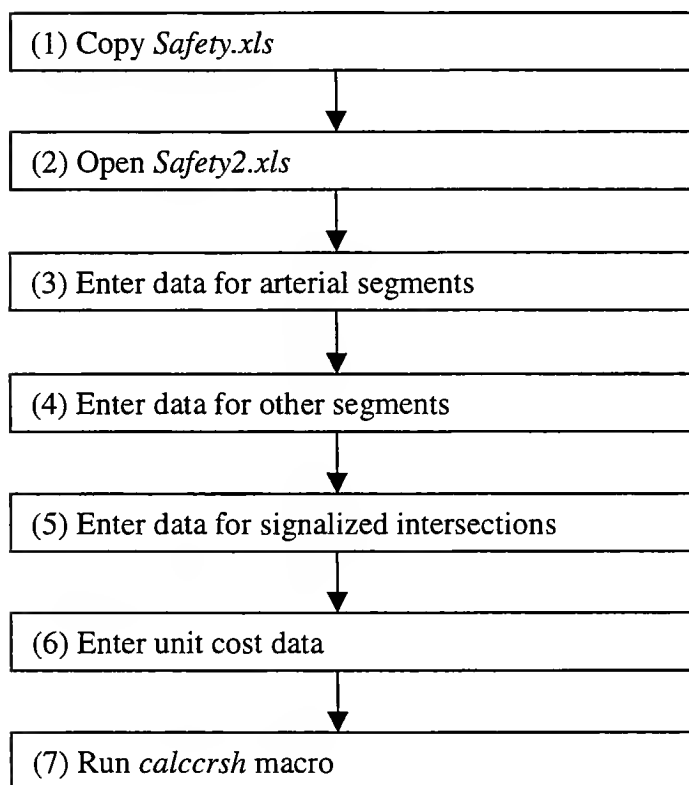 (1) Copy Safety.xls
(2) Open Safety2.xls
(3) Enter data for arterial segments
(4) Enter data for other segments
(5) Enter data for signalized intersections
(6) Enter unit cost data
(7) Run calccrsh macro